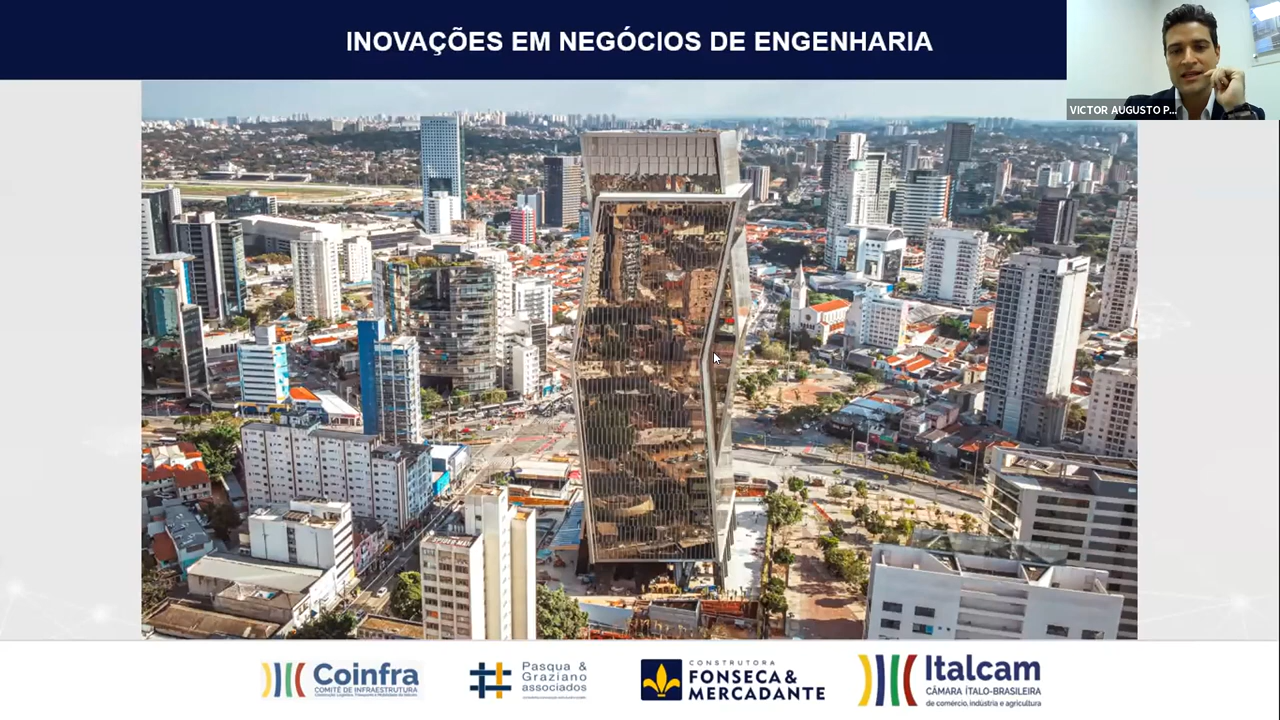 INOVAÇÕES EM NEGÓCIOS DE ENGENHARIA
VICTOR AUGUSTO P...
Coinfra
COMITÊ DE INFRAESTRUTURA
Pasqua &
Graziano
associados
CONSTRUTORA
FONSECA &
MERCADANTE
Italcam
CÂMARA ÍTALO-BRASILEIRA
de comércio, indústria e agricultura